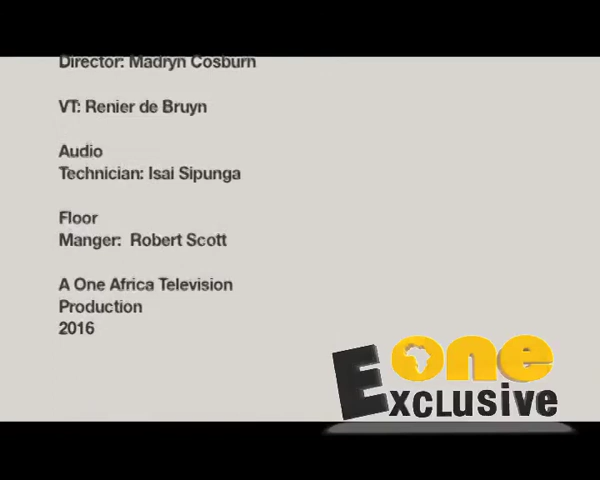 Director: Madryn Cosburn
VT: Renier de Bruyn
Audio
Technician: Isai Sipunga
Floor
Manger: Robert Scott
A One Africa Television
Production
2016
one
Exclusive